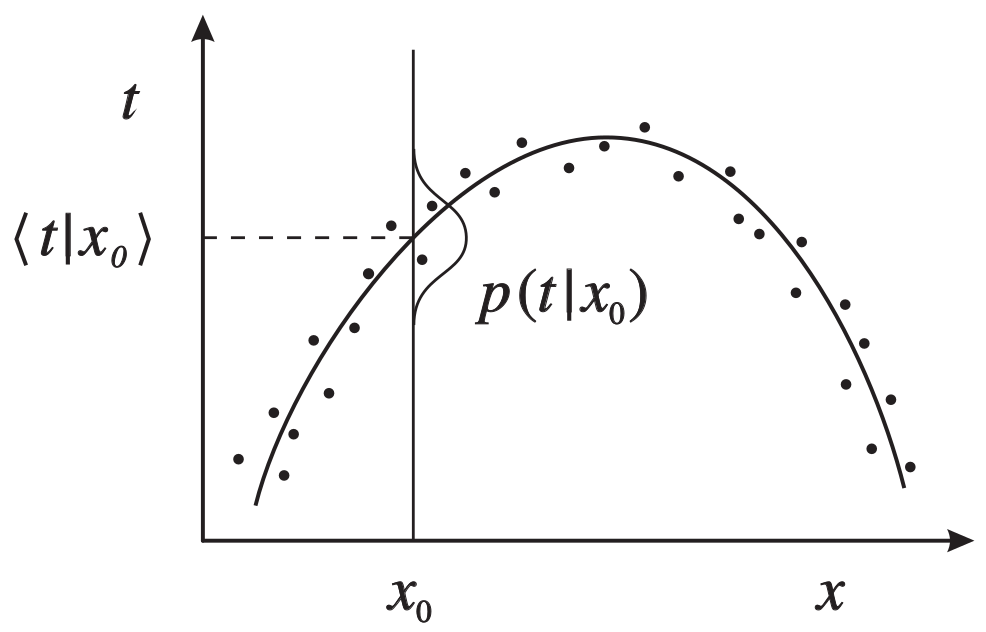 t
⟨ t|x₀ ⟩
p(t|x₀)
x₀
x